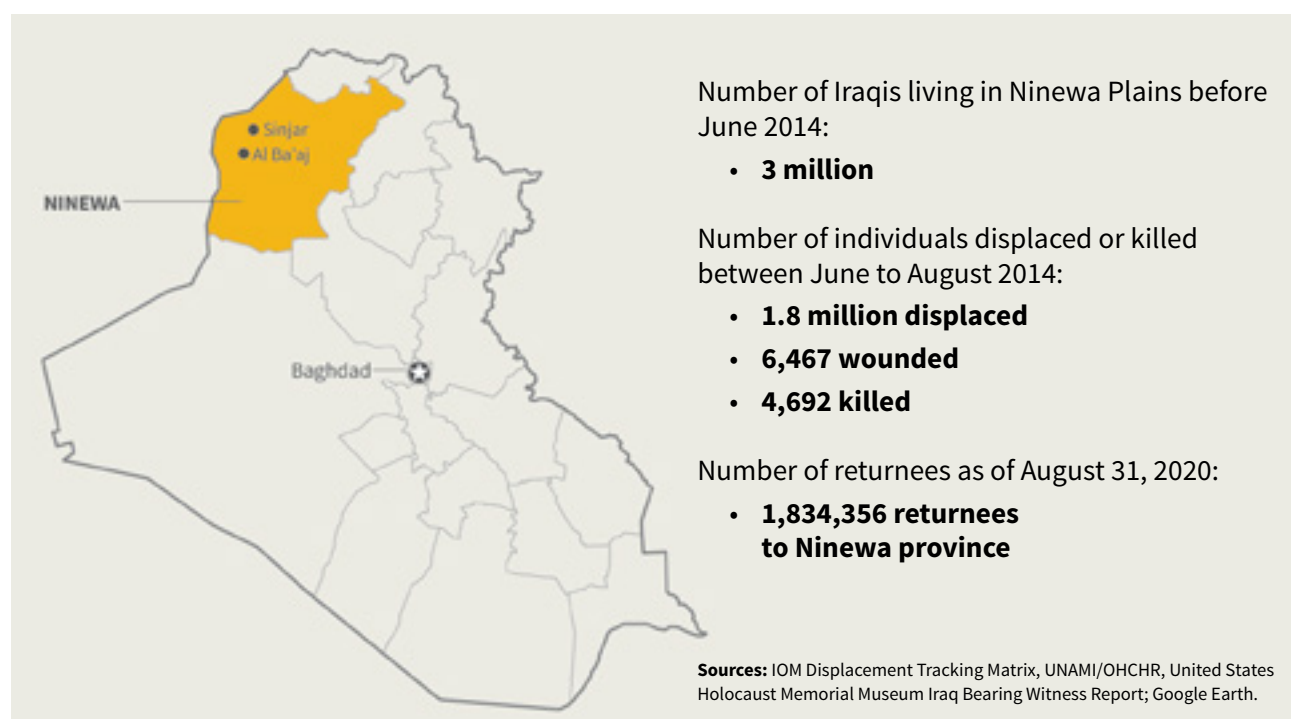 Sinjar
Al Ba'aj
NINEWA
Baghdad
Number of Iraqis living in Ninewa Plains before
June 2014:
• 3 million
Number of individuals displaced or killed
between June to August 2014:
• 1.8 million displaced
• 6,467 wounded
• 4,692 killed
Number of returnees as of August 31, 2020:
• 1,834,356 returnees
to Ninewa province
Sources: IOM Displacement Tracking Matrix, UNAMI/OHCHR, United States
Holocaust Memorial Museum Iraq Bearing Witness Report; Google Earth.